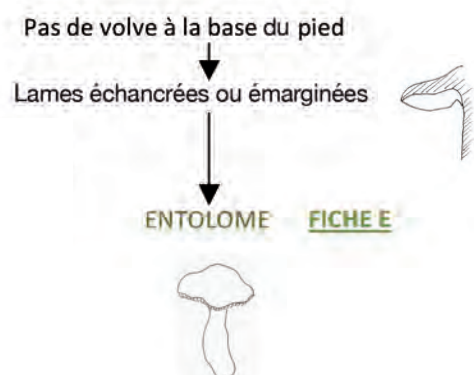 Pas de volve à la base du pied
Lames échancrées ou émarginées
ENTOLOME FICHE E